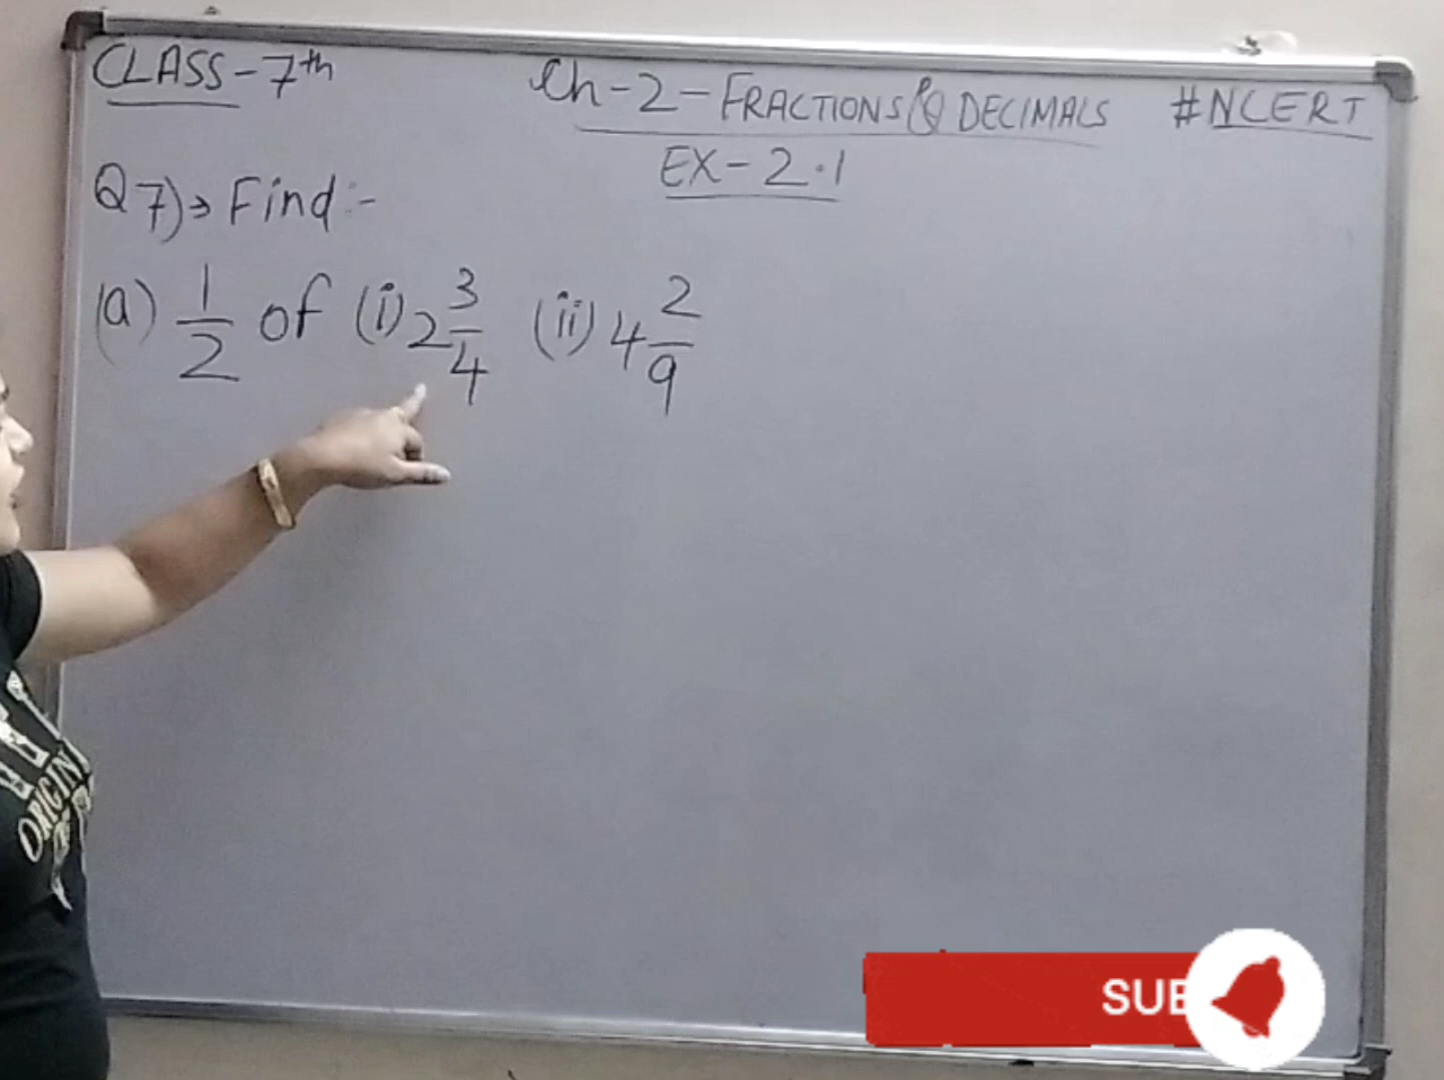 CLASS-7th
Ch-2-FRACTIONS & DECIMALS #NCERT
EX-2.1
Q7)→ Find:-
(a) 1/2 of (i) 2 3/4 (ii) 4 2/9
ORIGIN
SUB